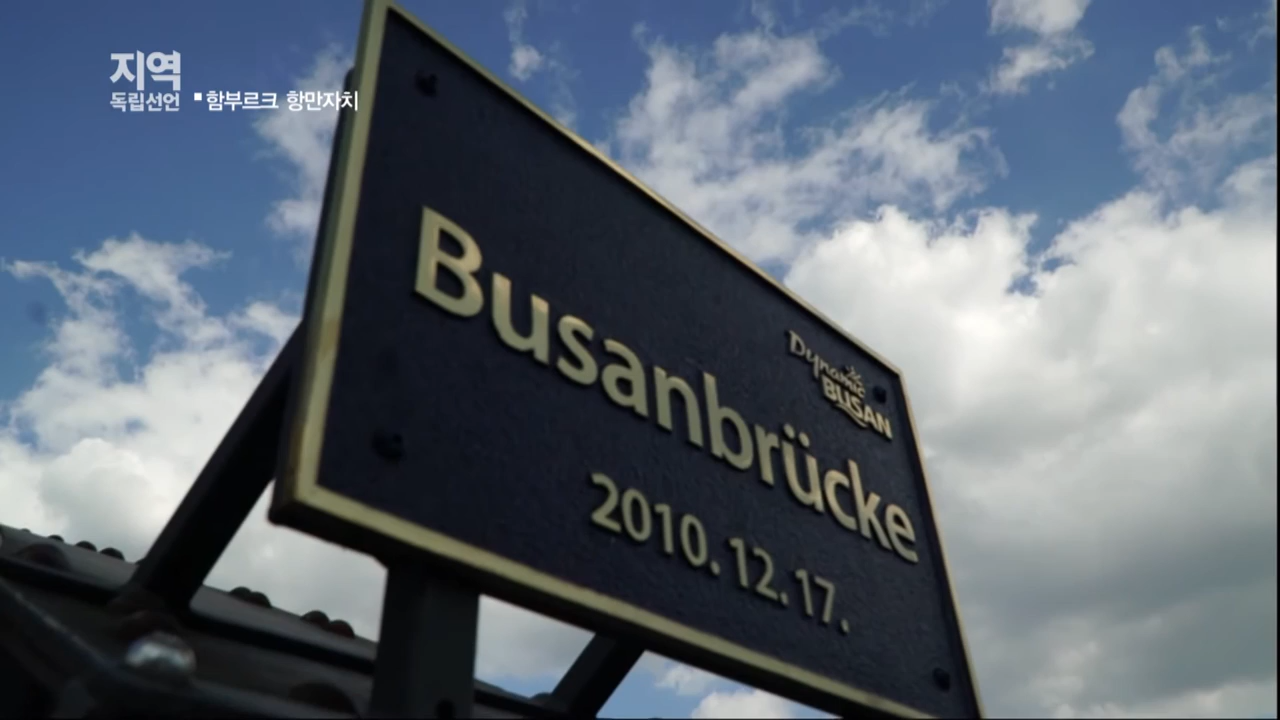 지역
독립선언
함부르크 항만자치
Dynamic
BUSAN
Busanbrücke
2010. 12. 17.